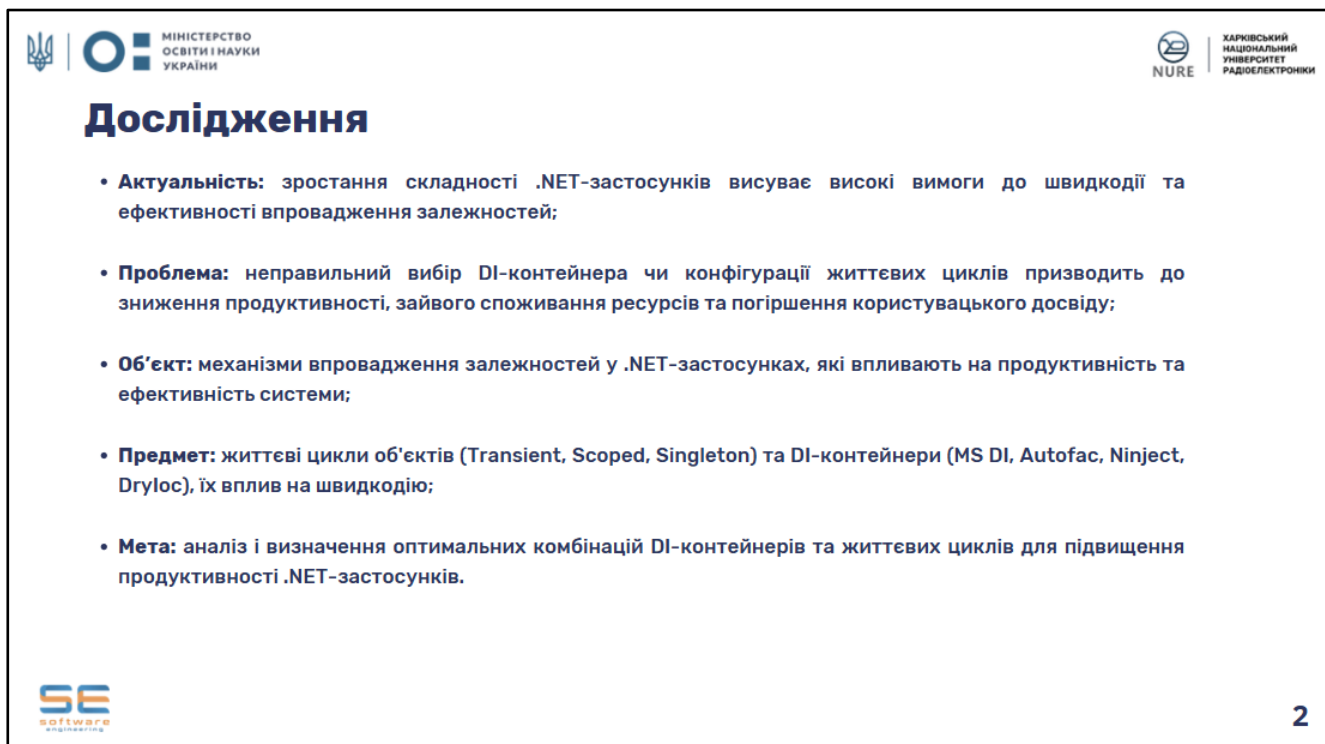 МІНІСТЕРСТВО
ОСВІТИ І НАУКИ
УКРАЇНИ
NURE
ХАРКІВСЬКИЙ
НАЦІОНАЛЬНИЙ
УНІВЕРСИТЕТ
РАДІОЕЛЕКТРОНІКИ
Дослідження
• Актуальність: зростання складності .NET-застосунків висуває високі вимоги до швидкодії та
ефективності впровадження залежностей;
• Проблема: неправильний вибір DI-контейнера чи конфігурації життєвих циклів призводить до
зниження продуктивності, зайвого споживання ресурсів та погіршення користувацького досвіду;
• Об’єкт: механізми впровадження залежностей у .NET-застосунках, які впливають на продуктивність та
ефективність системи;
• Предмет: життєві цикли об'єктів (Transient, Scoped, Singleton) та DI-контейнери (MS DI, Autofac, Ninject,
DryIoc), їх вплив на швидкодію;
• Мета: аналіз і визначення оптимальних комбінацій DI-контейнерів та життєвих циклів для підвищення
продуктивності .NET-застосунків.
SE
software
engineering
2